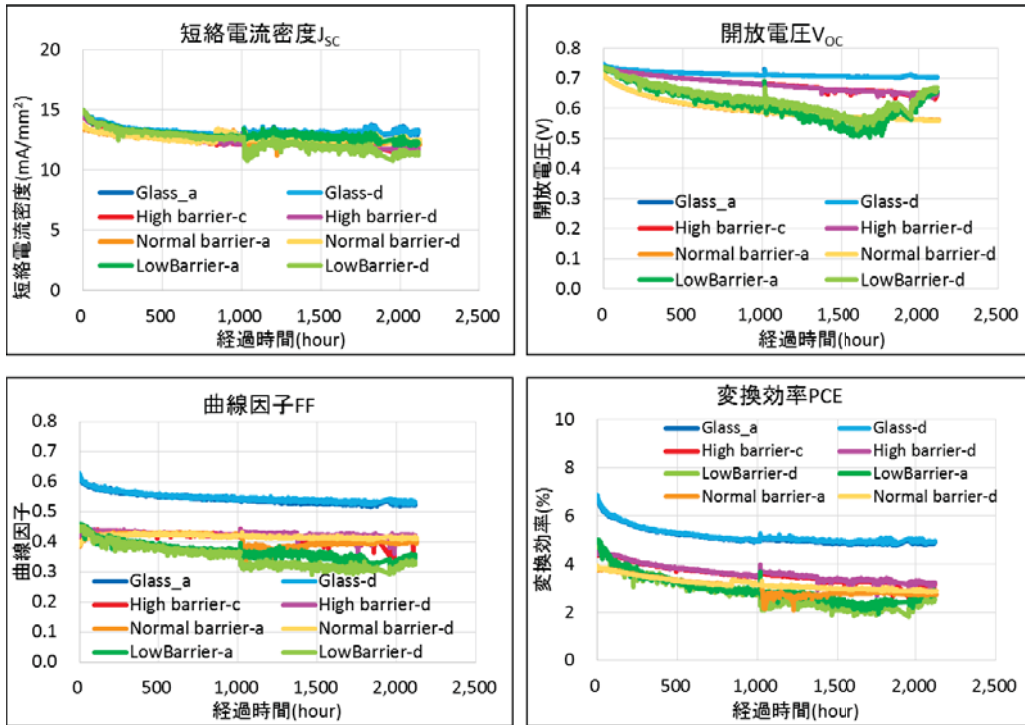 短絡電流密度JSC
20
15
10
5
0
短絡電流密度(mA/mm²)
Glass_a
Glass-d
High barrier-c
High barrier-d
Normal barrier-a
Normal barrier-d
LowBarrier-a
LowBarrier-d
0
500
1,000
1,500
2,000
2,500
経過時間(hour)
開放電圧VOC
0.8
0.7
0.6
0.5
0.4
0.3
0.2
0.1
0.0
開放電圧(V)
Glass_a
Glass-d
High barrier-c
High barrier-d
Normal barrier-a
Normal barrier-d
LowBarrier-a
LowBarrier-d
0
500
1,000
1,500
2,000
2,500
経過時間(hour)
曲線因子FF
0.8
0.7
0.6
0.5
0.4
0.3
0.2
0.1
0.0
曲線因子
Glass_a
Glass-d
High barrier-c
High barrier-d
Normal barrier-a
Normal barrier-d
LowBarrier-a
LowBarrier-d
0
500
1,000
1,500
2,000
2,500
経過時間(hour)
変換効率PCE
10
8
6
4
2
0
変換効率(%)
Glass_a
Glass-d
High barrier-c
High barrier-d
LowBarrier-d
LowBarrier-a
Normal barrier-a
Normal barrier-d
0
500
1,000
1,500
2,000
2,500
経過時間(hour)